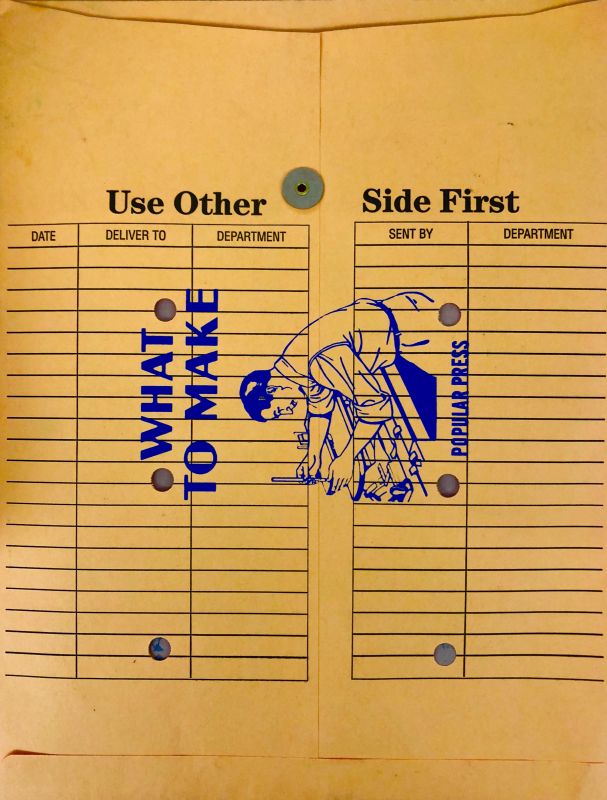 Use Other Side First
DATE DELIVER TO DEPARTMENT SENT BY DEPARTMENT
WHAT
TO MAKE
POPULAR PRESS